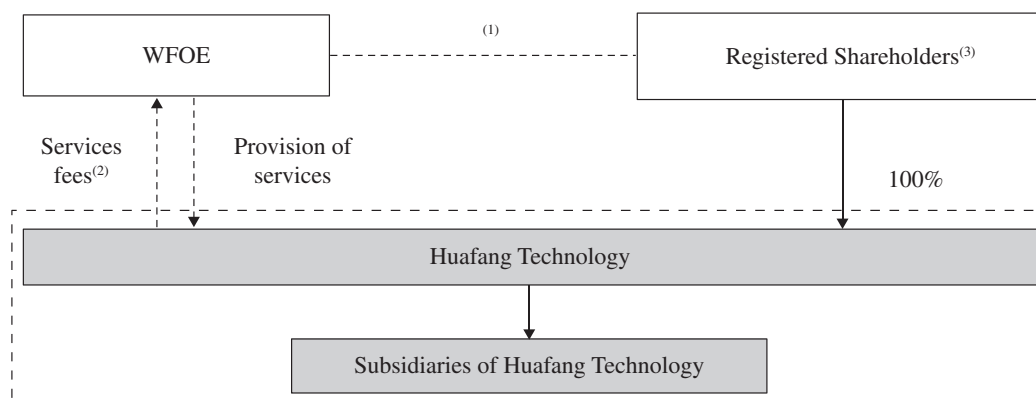 (1)
WFOE
Registered Shareholders(3)
Services
fees(2)
Provision of
services
100%
Huafang Technology
Subsidiaries of Huafang Technology